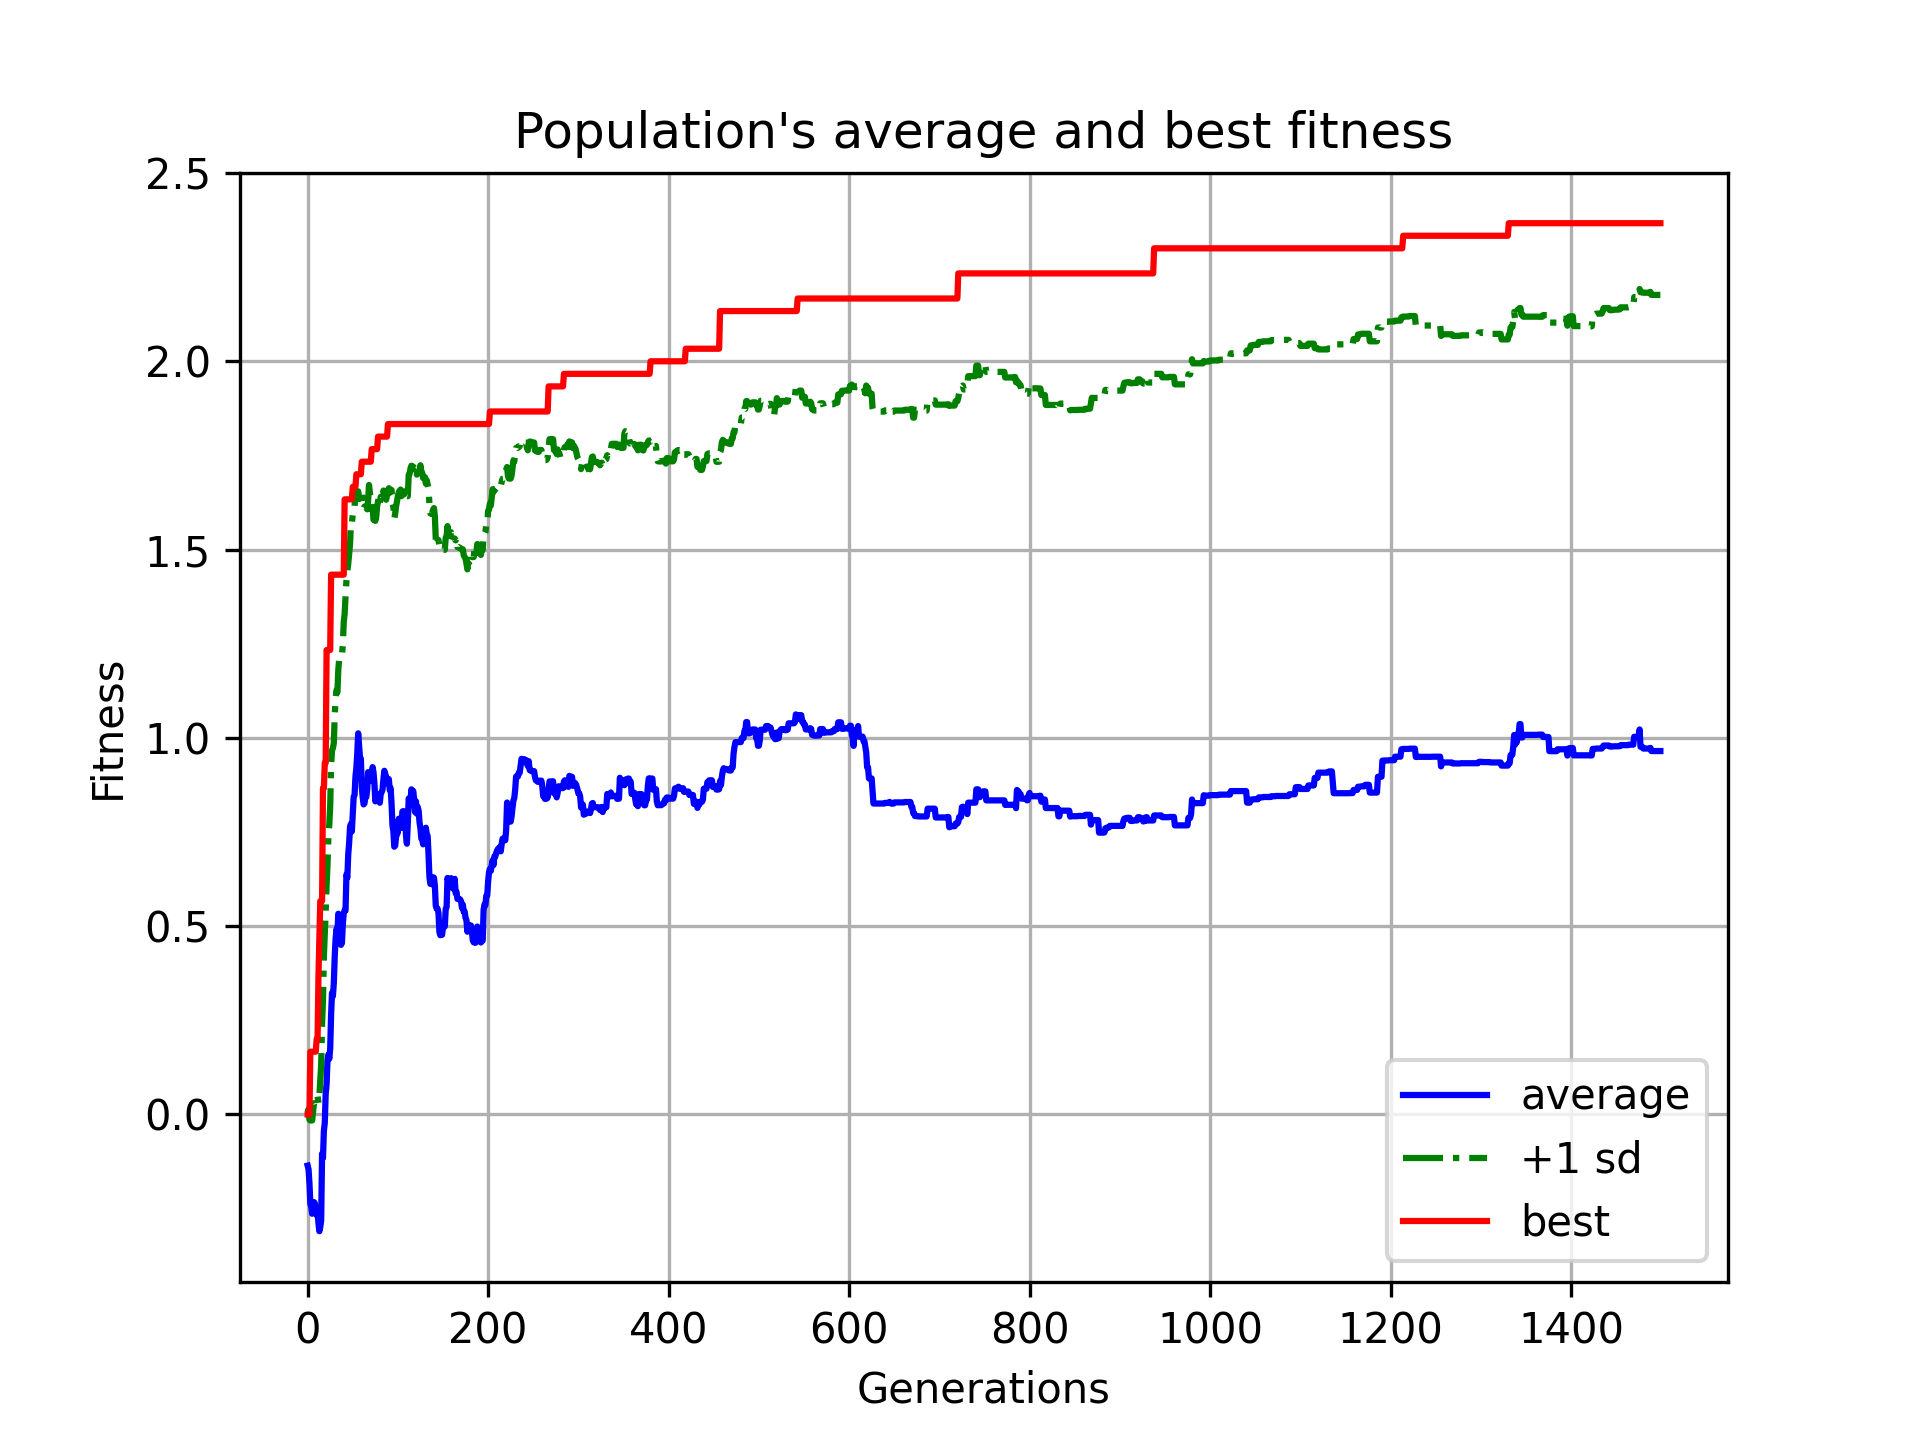 Population's average and best fitness
2.5
2.0
1.5
1.0
0.5
0.0
Fitness
0 200 400 600 800 1000 1200 1400
Generations
average
+1 sd
best